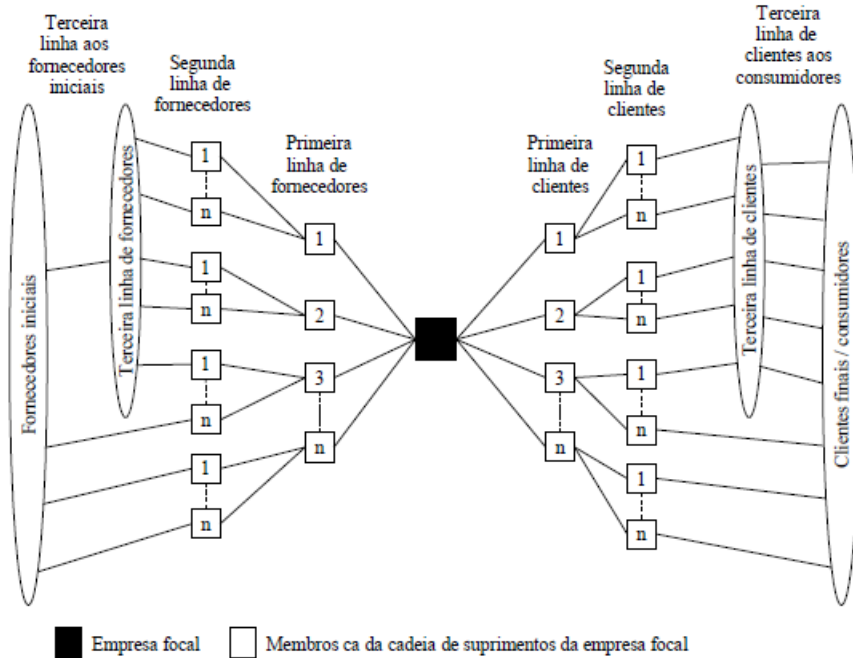 Terceira
linha aos
fornecedores
iniciais
Segunda
linha de
fornecedores
Primeira
linha de
fornecedores
Primeira
linha de
clientes
Segunda
linha de
clientes
Terceira
linha de
clientes aos
consumidores
Fornecedores iniciais
Terceira linha de fornecedores
1
n
1
n
1
n
1
n
1
2
3
n
1
2
3
n
1
n
1
n
1
n
1
n
Terceira linha de clientes
Clientes finais / consumidores
Empresa focal
Membros ca da cadeia de suprimentos da empresa focal